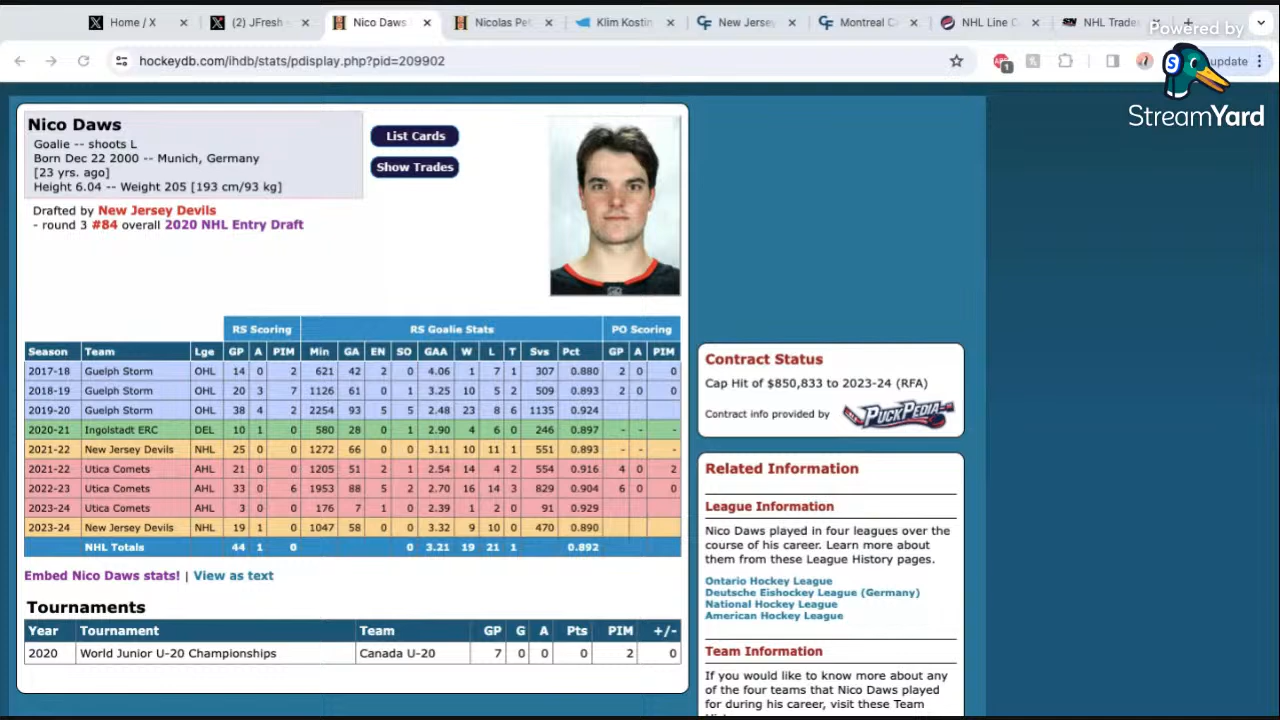 Home / X
(2) JFresh
Nico Daws
Nicolas Pet
Klim Kostin
New Jersey
Montreal C
NHL Line C
NHL Trade
Powered by
hockeydb.com/ihdb/stats/pdisplay.php?pid=209902
1
update
S
StreamYard
Nico Daws
Goalie -- shoots L
Born Dec 22 2000 -- Munich, Germany
[23 yrs. ago]
Height 6.04 -- Weight 205 [193 cm/93 kg]
List Cards
Show Trades
Drafted by New Jersey Devils
- round 3 #84 overall 2020 NHL Entry Draft
RS Scoring RS Goalie Stats PO Scoring
Season Team Lge GP A PIM Min GA EN SO GAA W L T Svs Pct GP A PIM
2017-18 Guelph Storm OHL 14 0 2 621 42 2 0 4.06 1 7 1 307 0.880 2 0 0
2018-19 Guelph Storm OHL 20 3 7 1126 61 0 1 3.25 10 5 2 509 0.893 2 0 0
2019-20 Guelph Storm OHL 38 4 2 2254 93 5 5 2.48 23 8 6 1135 0.924
2020-21 Ingolstadt ERC DEL 10 1 0 580 28 0 1 2.90 4 6 0 246 0.897 - - -
2021-22 New Jersey Devils NHL 25 0 0 1272 66 0 0 3.11 10 11 1 551 0.893 - - -
2021-22 Utica Comets AHL 21 0 0 1205 51 2 1 2.54 14 4 2 554 0.916 4 0 2
2022-23 Utica Comets AHL 33 0 6 1953 88 5 2 2.70 16 14 3 829 0.904 6 0 0
2023-24 Utica Comets AHL 3 0 0 176 7 1 0 2.39 1 2 0 91 0.929
2023-24 New Jersey Devils NHL 19 1 0 1047 58 0 0 3.32 9 10 0 470 0.890
NHL Totals 44 1 0 0 3.21 19 21 1 0.892
Embed Nico Daws stats! | View as text
Tournaments
Year Tournament Team GP G A Pts PIM +/-
2020 World Junior U-20 Championships Canada U-20 7 0 0 0 2 0
Contract Status
Cap Hit of $850,833 to 2023-24 (RFA)
Contract info provided by PUCKPEDIA
Related Information
League Information
Nico Daws played in four leagues over the
course of his career. Learn more about
them from these League History pages.
Ontario Hockey League
Deutsche Eishockey League (Germany)
National Hockey League
American Hockey League
Team Information
If you would like to know more about any
of the four teams that Nico Daws played
for during his career, visit these Team